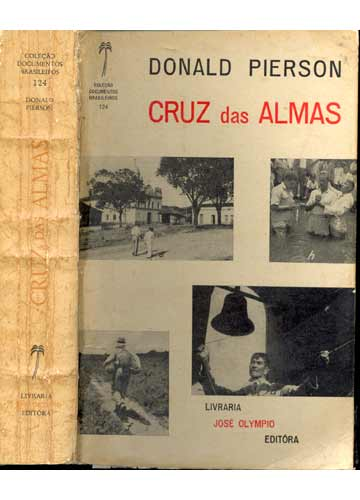 COLEÇÃO
DOCUMENTOS
BRASILEIROS
124
DONALD
PIERSON
CRUZ DAS ALMAS
LIVRARIA
EDITÓRA
COLEÇÃO
DOCUMENTOS
BRASILEIROS
124
DONALD PIERSON
CRUZ das ALMAS
LIVRARIA
JOSÉ OLYMPIO
EDITÔRA